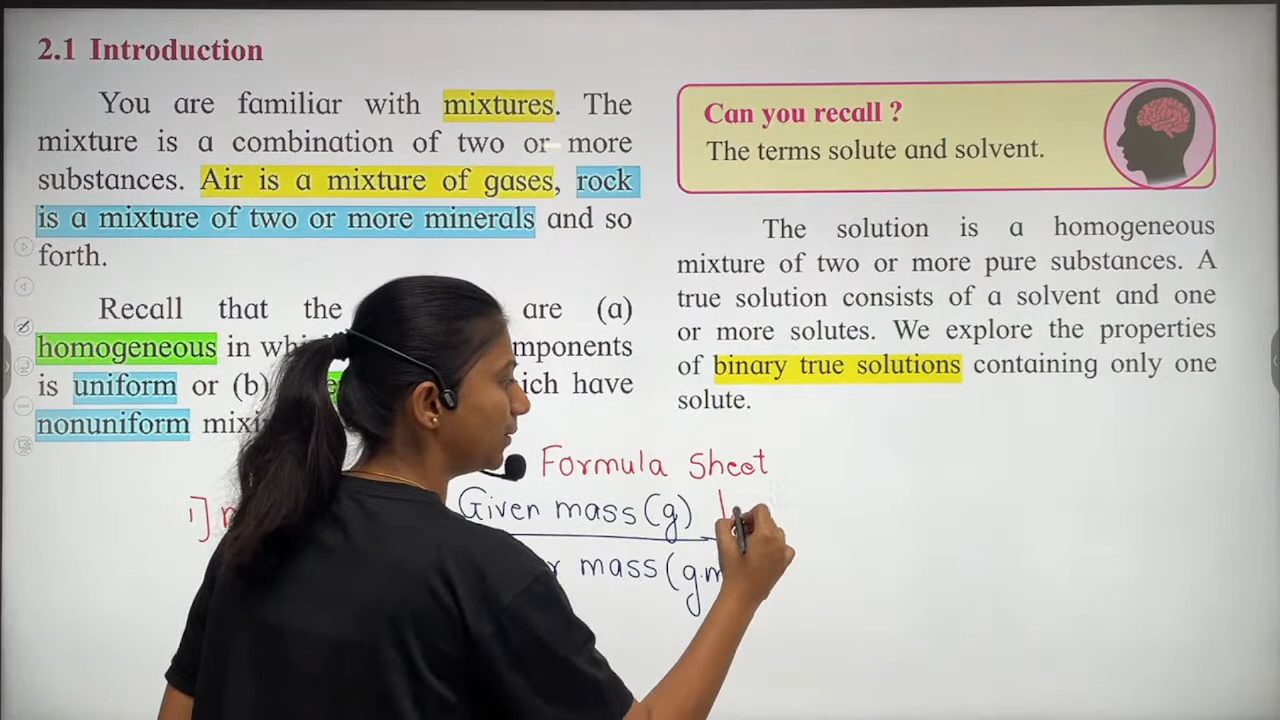 2.1 Introduction
You are familiar with mixtures. The
mixture is a combination of two or more
substances. Air is a mixture of gases, rock
is a mixture of two or more minerals and so
forth.
Recall that the are (a)
homogeneous in
is uniform or (b) have
nonuniform
Can you recall ?
The terms solute and solvent.
The solution is a homogeneous
mixture of two or more pure substances. A
true solution consists of a solvent and one
or more solutes. We explore the properties
of binary true solutions containing only one
solute.
Formula Sheet
1]
Given mass(g)
mass(g.m